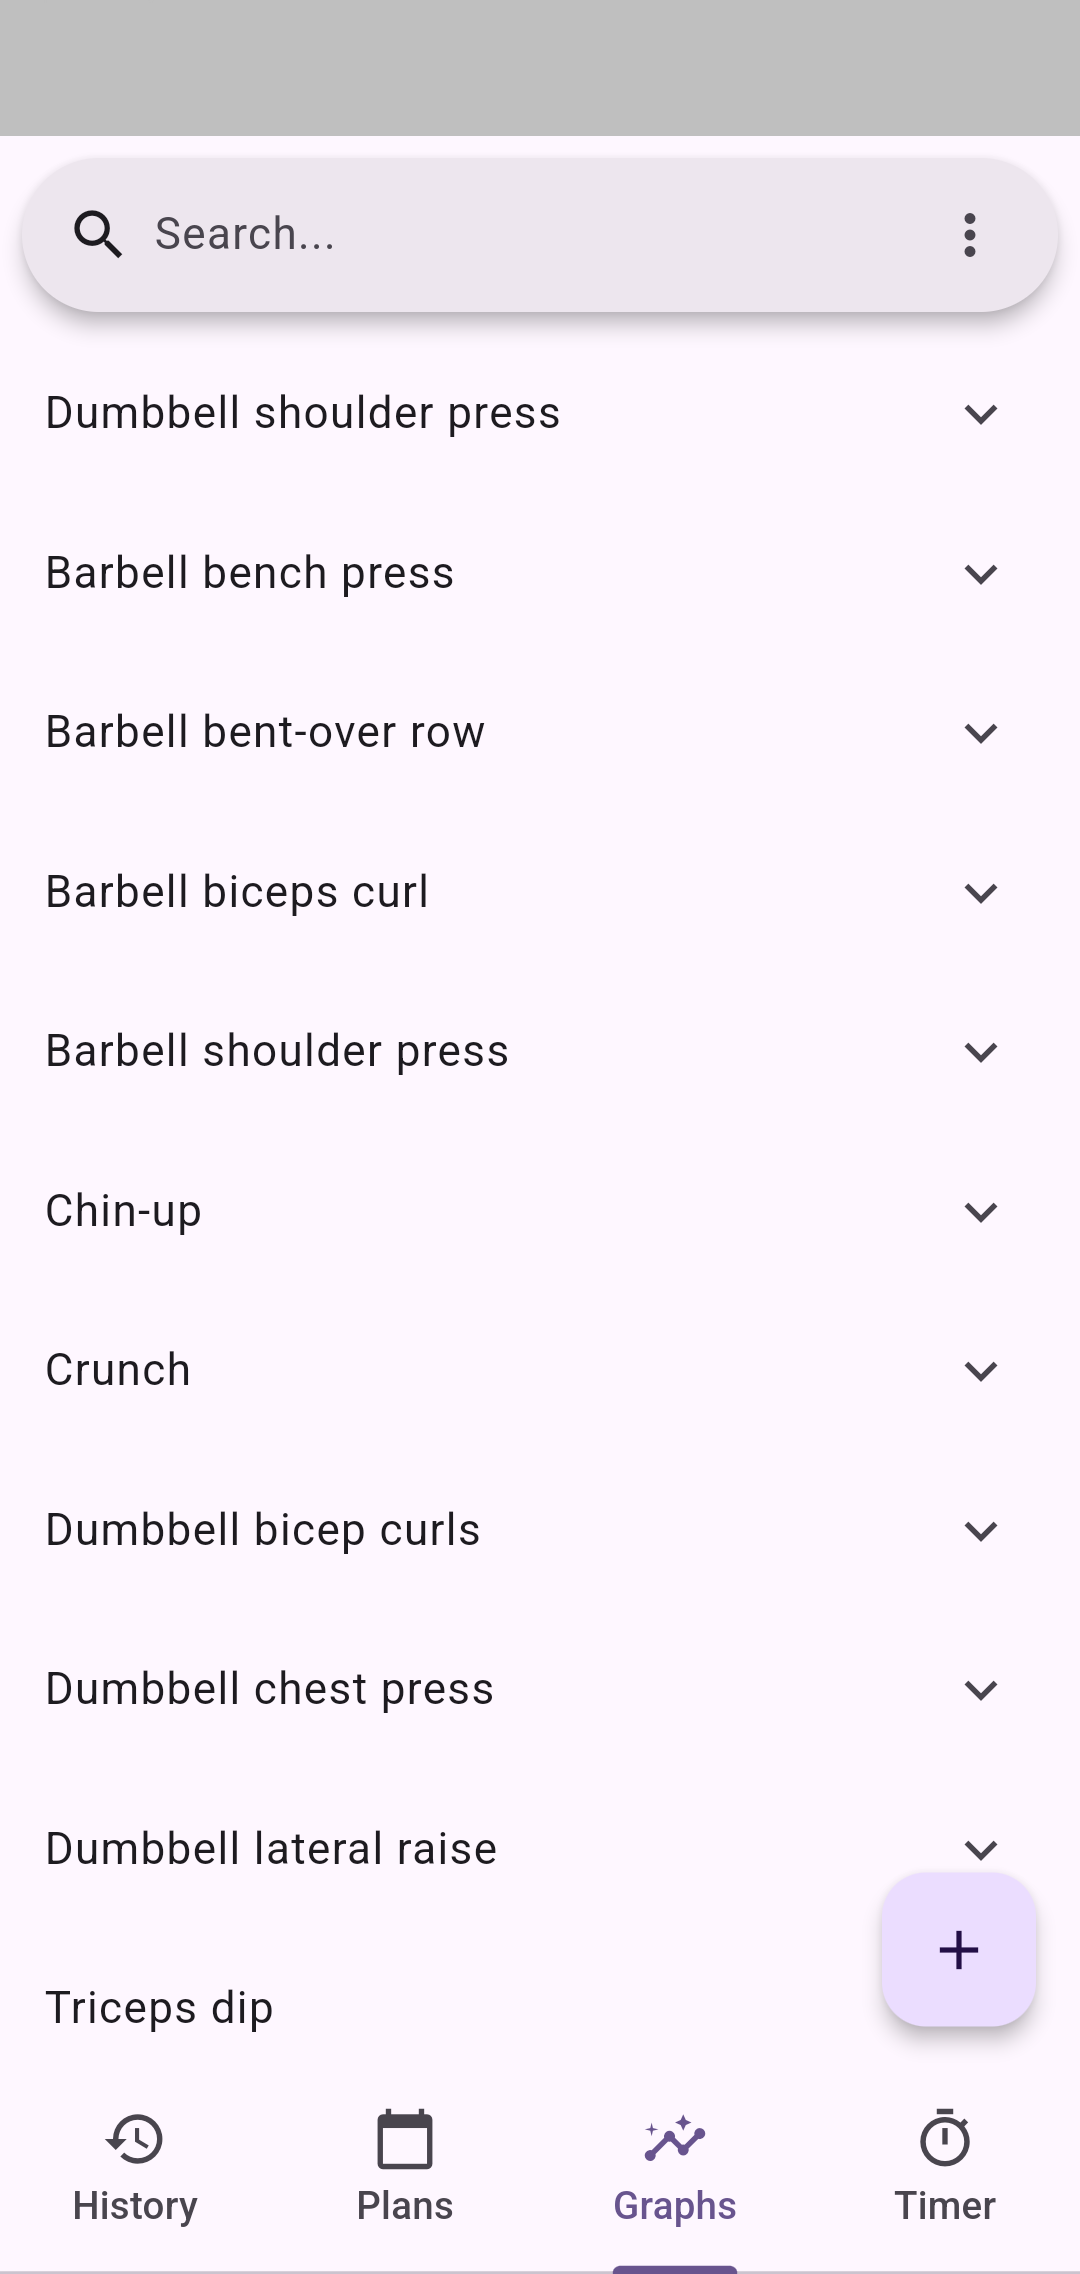 Search...
Dumbbell shoulder press
Barbell bench press
Barbell bent-over row
Barbell biceps curl
Barbell shoulder press
Chin-up
Crunch
Dumbbell bicep curls
Dumbbell chest press
Dumbbell lateral raise
Triceps dip
History
Plans
Graphs
Timer